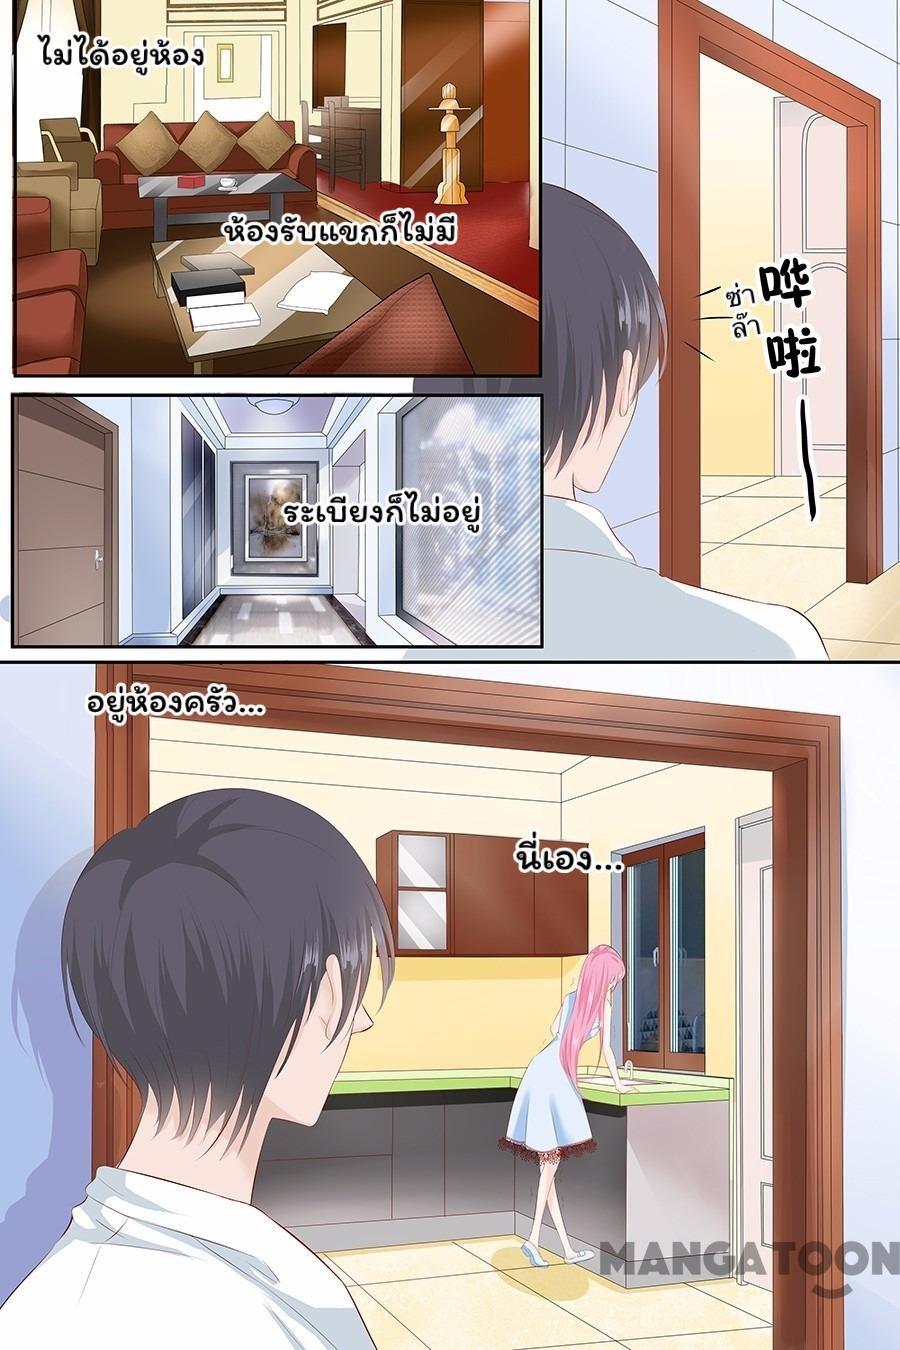 ไม่ได้อยู่ห้อง
ห้องรับแขกก็ไม่มี
ซ่า
ล๊า
哗
啦
ระเบียงก็ไม่อยู่
อยู่ห้องครัว...
นี่เอง...
MANGATOON